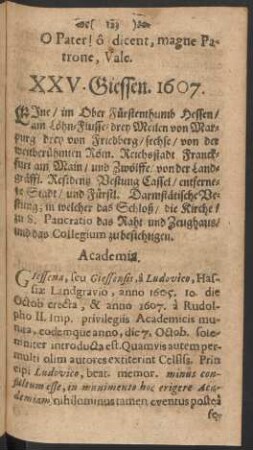 ( 123 )
O Pater! ô dicent, magne Pa-
trone, Vale.
XXV. Giessen. 1607.
EIne / im Ober Fürstenthumb Hessen /
am Löhn-Flusse / drey Meilen von Mar-
purg drey von Friedberg / sechse / von der
weitberühmten Röm. Reichsstadt Franck-
furt am Main / und Zwölffe / von der Land-
gräffl. Residentz Vestung Cassel / entferne-
te Stadt / und Fürstl. Darmstätische Ve-
stung; in welcher das Schloß / die Kirche /
zu S. Pancratio das Raht und Zeughaus /
und das Collegium zu besichtigen.
Academia.
Giessena, seu Giessensis, à Ludovico, Has-
siæ Landgravio, anno 1605. 10. die
Octob erecta, & anno 1607. à Rudol-
pho II. Imp. privilegiis Academicis mu-
nita, eodemque anno, die 7. Octob. sole-
mniter introducta est. Quamvis autem per-
multi olim autores extiterint Celsiss. Prin
cipi Ludovico, beat. memor. minus con-
sultum esse, in munimento hoc erigere Aca-
demiam, nihilominus tamen eventus posteà